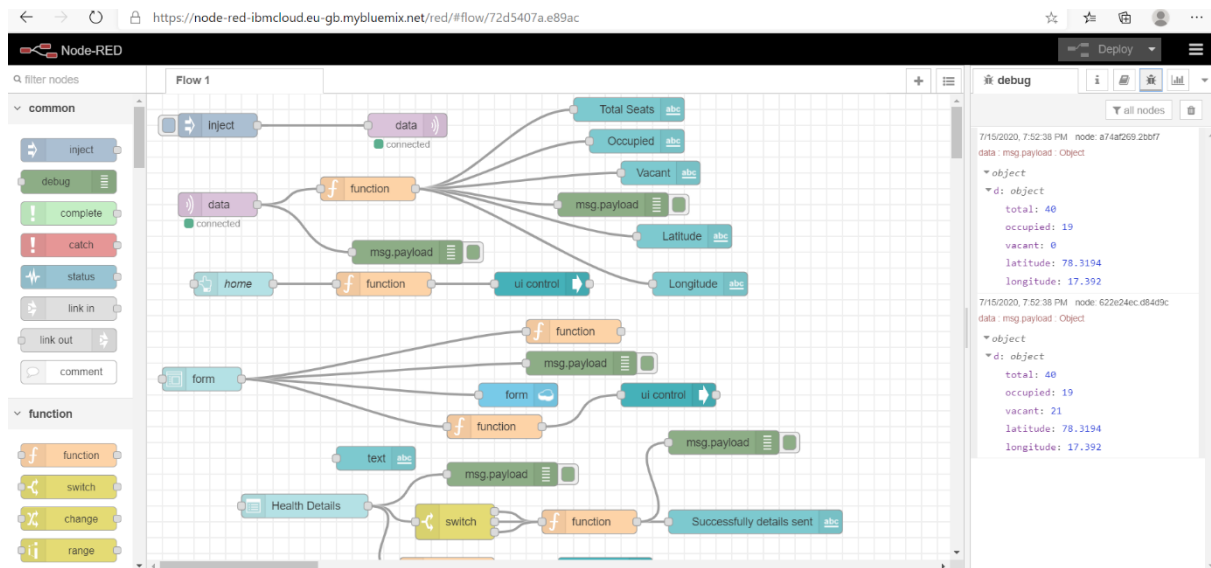 https://node-red-ibmcloud.eu-gb.mybluemix.net/red/#flow/72d5407a.e89ac
Node-RED
Deploy
filter nodes
common
inject
debug
complete
catch
status
link in
link out
comment
function
function
switch
change
range
Flow 1
inject
data
connected
Total Seats abc
Occupied abc
Vacant abc
function
data
connected
msg.payload
Latitude abc
msg.payload
home
function
ui control
Longitude abc
function
msg.payload
form
form
ui control
function
text abc
msg.payload
msg.payload
Health Details
switch
function
Successfully details sent abc
debug
i
all nodes
7/15/2020, 7:52:38 PM node: a74af269.2bbf7
data : msg.payload : Object
object
d: object
total: 40
occupied: 19
vacant: 0
latitude: 78.3194
longitude: 17.392
7/15/2020, 7:52:38 PM node: 622e24ec.d84d9c
data : msg.payload : Object
object
d: object
total: 40
occupied: 19
vacant: 21
latitude: 78.3194
longitude: 17.392